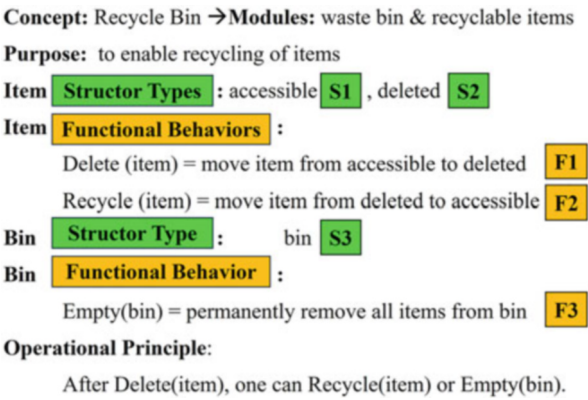 Concept: Recycle Bin →Modules: waste bin & recyclable items
Purpose: to enable recycling of items
Item Structor Types : accessible S1 , deleted S2
Item Functional Behaviors :
Delete (item) = move item from accessible to deleted F1
Recycle (item) = move item from deleted to accessible F2
Bin Structor Type : bin S3
Bin Functional Behavior :
Empty(bin) = permanently remove all items from bin F3
Operational Principle:
After Delete(item), one can Recycle(item) or Empty(bin).